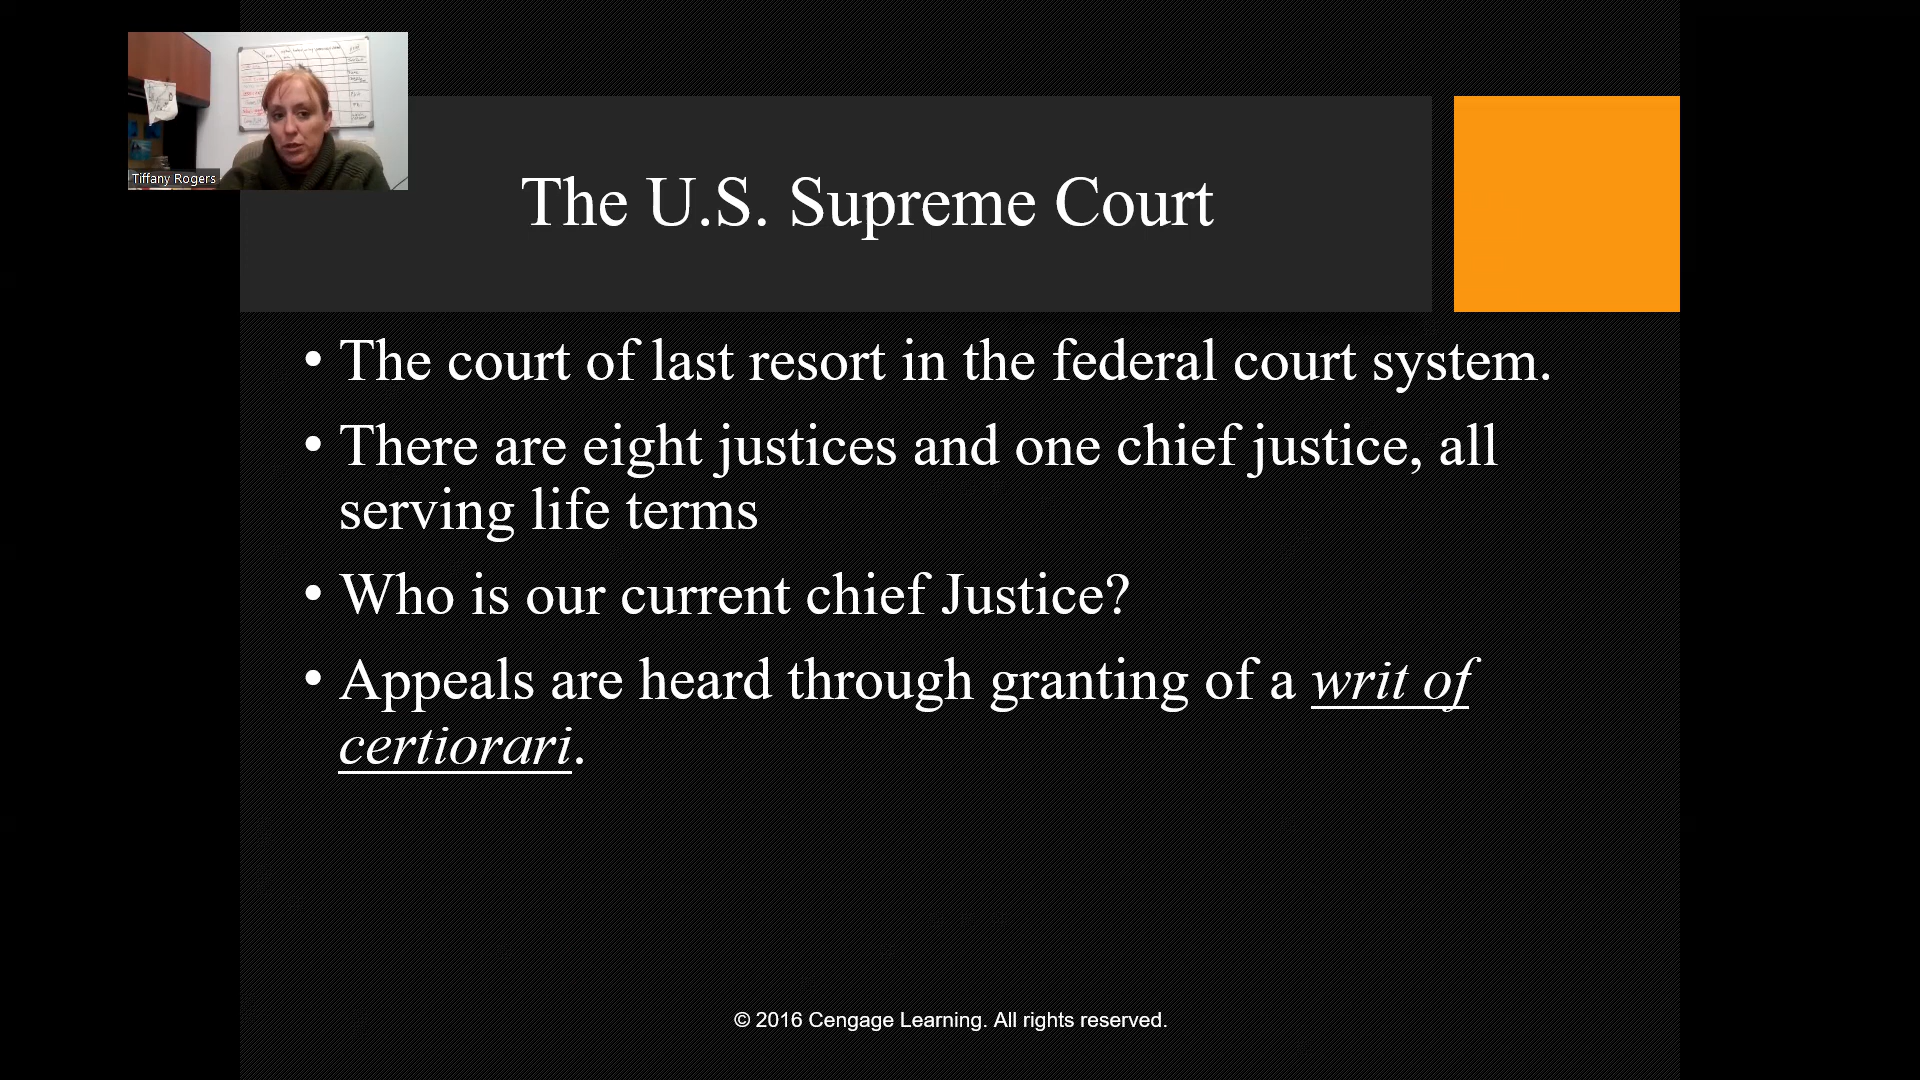 Tiffany Rogers
The U.S. Supreme Court
• The court of last resort in the federal court system.
• There are eight justices and one chief justice, all
serving life terms
• Who is our current chief Justice?
• Appeals are heard through granting of a writ of
certiorari.
© 2016 Cengage Learning. All rights reserved.